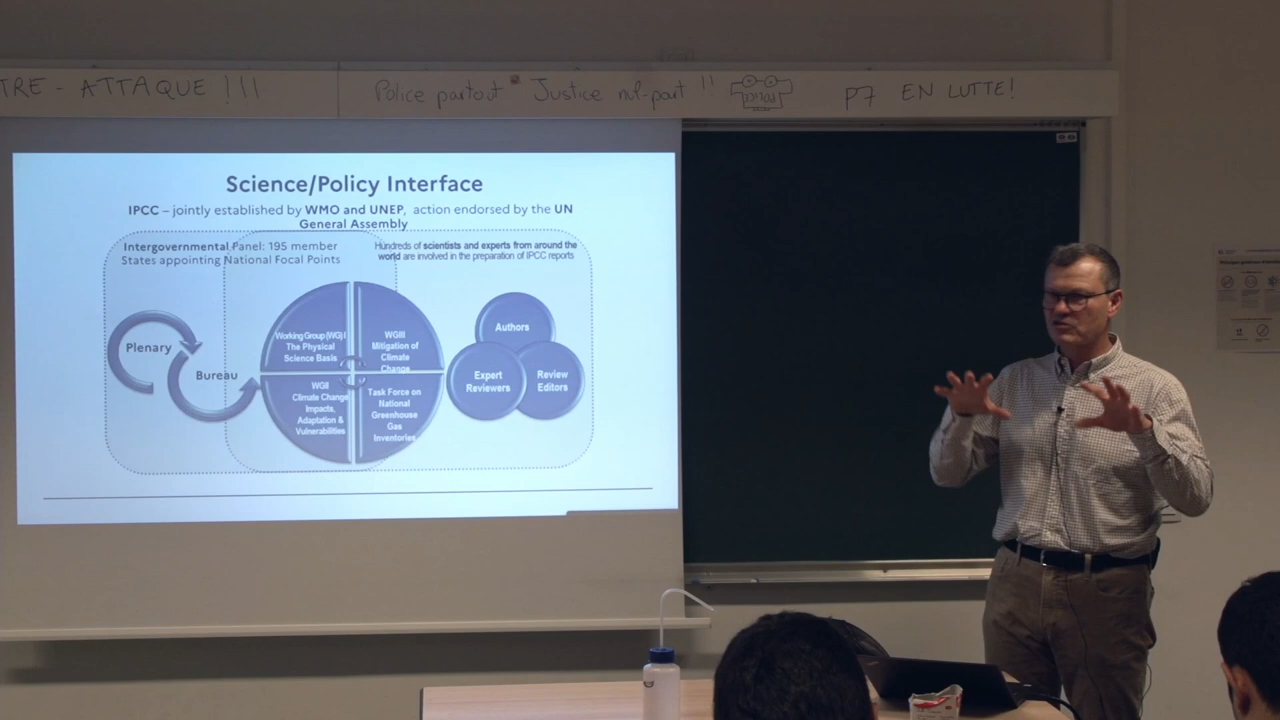 TRE - ATTAQUE !!!
Police partout Justice nul-part !! POLICE
P7 EN LUTTE!
Science/Policy Interface
IPCC – jointly established by WMO and UNEP, action endorsed by the UN
General Assembly
Intergovernmental Panel: 195 member
States appointing National Focal Points
Hundreds of scientists and experts from around the
world are involved in the preparation of IPCC reports
Plenary
Bureau
Working Group (WG) I
The Physical
Science Basis
WGIII
Mitigation of
Climate
Change
WGII
Climate Change
Impacts,
Adaptation &
Vulnerabilities
Task Force on
National
Greenhouse
Gas
Inventories
Authors
Expert
Reviewers
Review
Editors